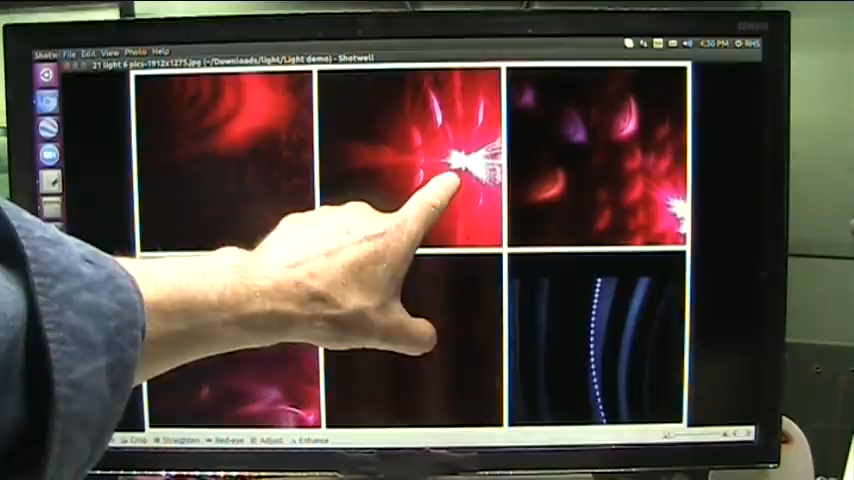 File Edit View Photo Help
4:30 PM RHS
21 light 6 pics-1912x1275.jpg (~/Downloads/light/Light demo) - Shotwell
Crop Straighten Red-eye Adjust Enhance